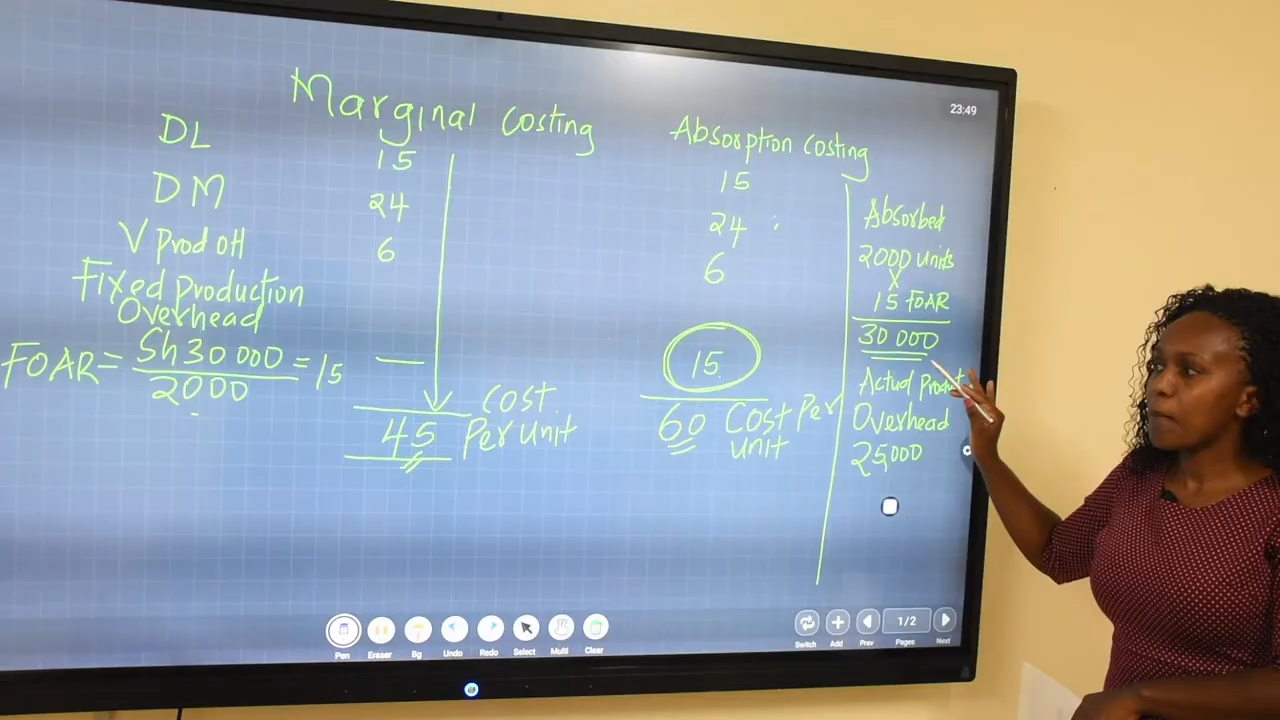 23:49
Marginal Costing
Absorption Costing
DL 15 15
DM 24 24
V Prod OH 6 6
Fixed Production
Overhead
FOAR = Sh 30 000 = 15 — 15
2000
45 Cost
Per Unit
60 Cost Per
unit
Absorbed
2000 units
X
15 FOAR
30 000
Actual Product
Overhead
25,000
Pen Eraser Bg Undo Redo Select Multi Clear
Switch Add Prev 1/2 Pages Next